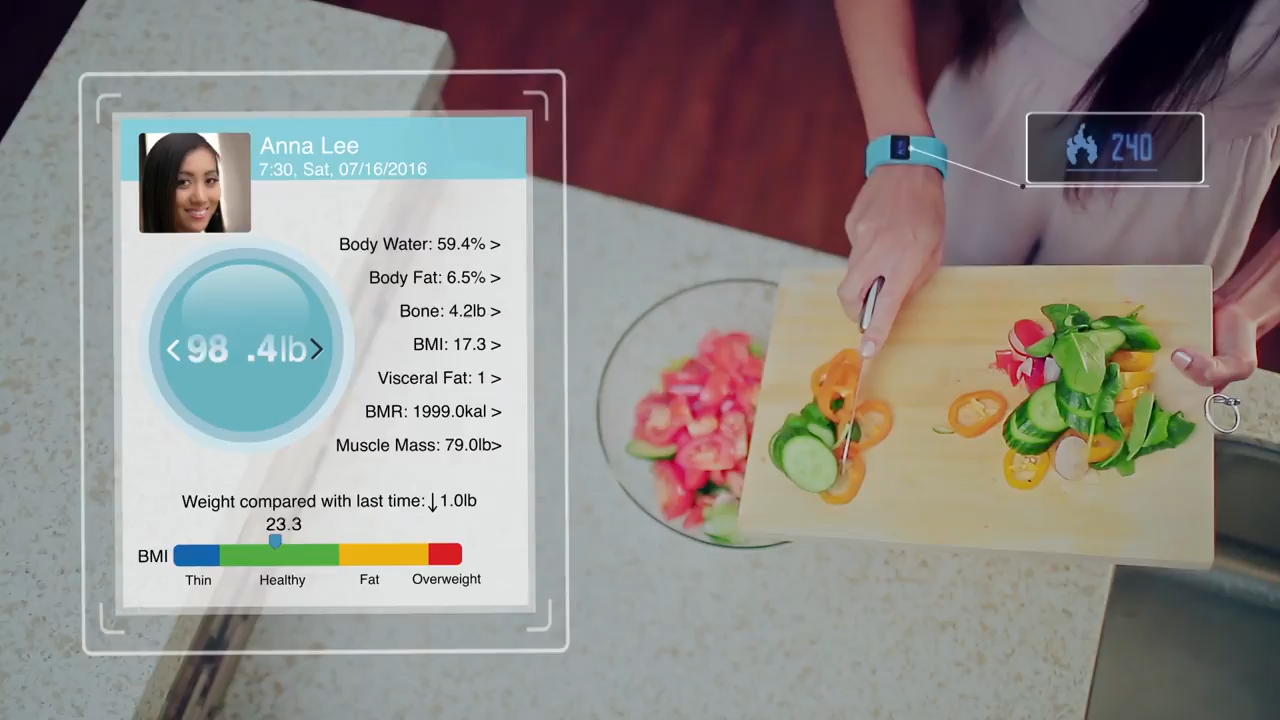 Anna Lee
7:30, Sat, 07/16/2016
Body Water: 59.4% >
Body Fat: 6.5% >
Bone: 4.2lb >
BMI: 17.3 >
Visceral Fat: 1 >
BMR: 1999.0kal >
Muscle Mass: 79.0lb>
<98 .4lb>
Weight compared with last time:↓1.0lb
23.3
BMI
Thin Healthy Fat Overweight
240